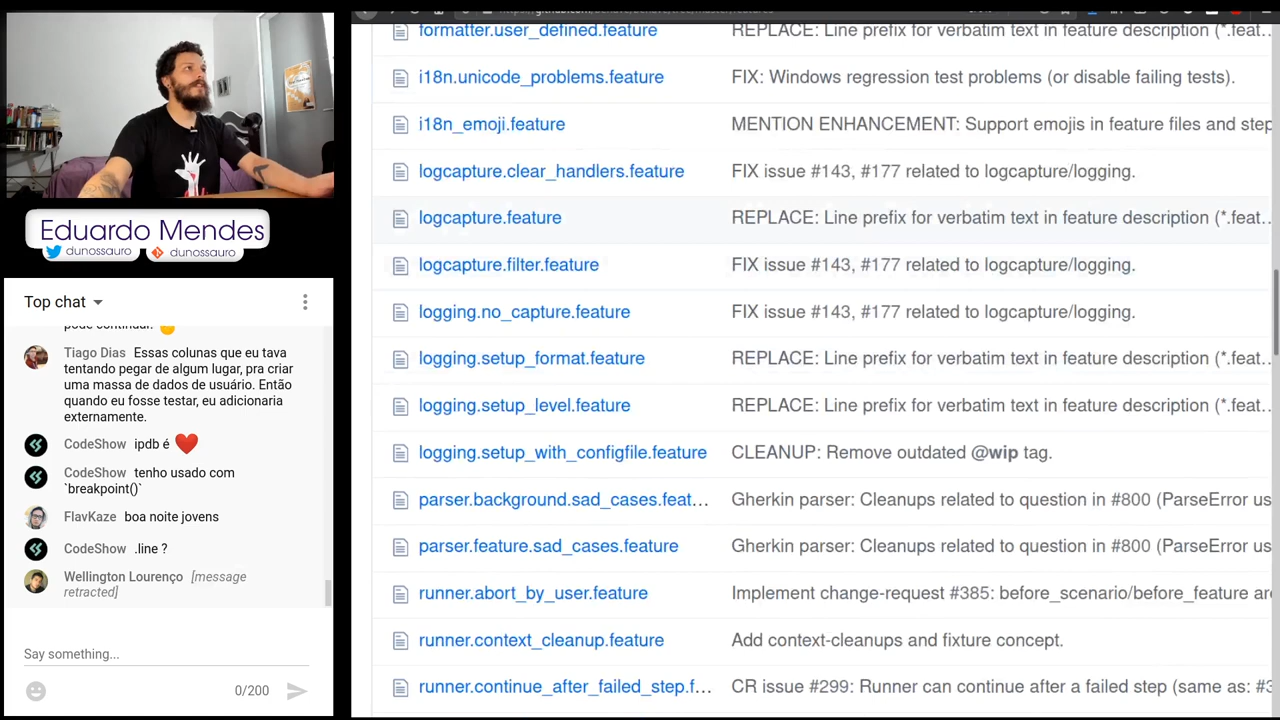 Eduardo Mendes
dunossauro
dunossauro
Top chat
pode continuar.
Tiago Dias Essas colunas que eu tava
tentando pegar de algum lugar, pra criar
uma massa de dados de usuário. Então
quando eu fosse testar, eu adicionaria
externamente.
CodeShow ipdb é ❤️
CodeShow tenho usado com
`breakpoint()`
FlavKaze boa noite jovens
CodeShow .line ?
Wellington Lourenço [message
retracted]
Say something...
0/200
formatter.user_defined.feature REPLACE: Line prefix for verbatim text in feature description (*.feat…
i18n.unicode_problems.feature FIX: Windows regression test problems (or disable failing tests).
i18n_emoji.feature MENTION ENHANCEMENT: Support emojis in feature files and step
logcapture.clear_handlers.feature FIX issue #143, #177 related to logcapture/logging.
logcapture.feature REPLACE: Line prefix for verbatim text in feature description (*.feat…
logcapture.filter.feature FIX issue #143, #177 related to logcapture/logging.
logging.no_capture.feature FIX issue #143, #177 related to logcapture/logging.
logging.setup_format.feature REPLACE: Line prefix for verbatim text in feature description (*.feat…
logging.setup_level.feature REPLACE: Line prefix for verbatim text in feature description (*.feat…
logging.setup_with_configfile.feature CLEANUP: Remove outdated @wip tag.
parser.background.sad_cases.feat… Gherkin parser: Cleanups related to question in #800 (ParseError us
parser.feature.sad_cases.feature Gherkin parser: Cleanups related to question in #800 (ParseError us
runner.abort_by_user.feature Implement change-request #385: before_scenario/before_feature are
runner.context_cleanup.feature Add context-cleanups and fixture concept.
runner.continue_after_failed_step.f… CR issue #299: Runner can continue after a failed step (same as: #3